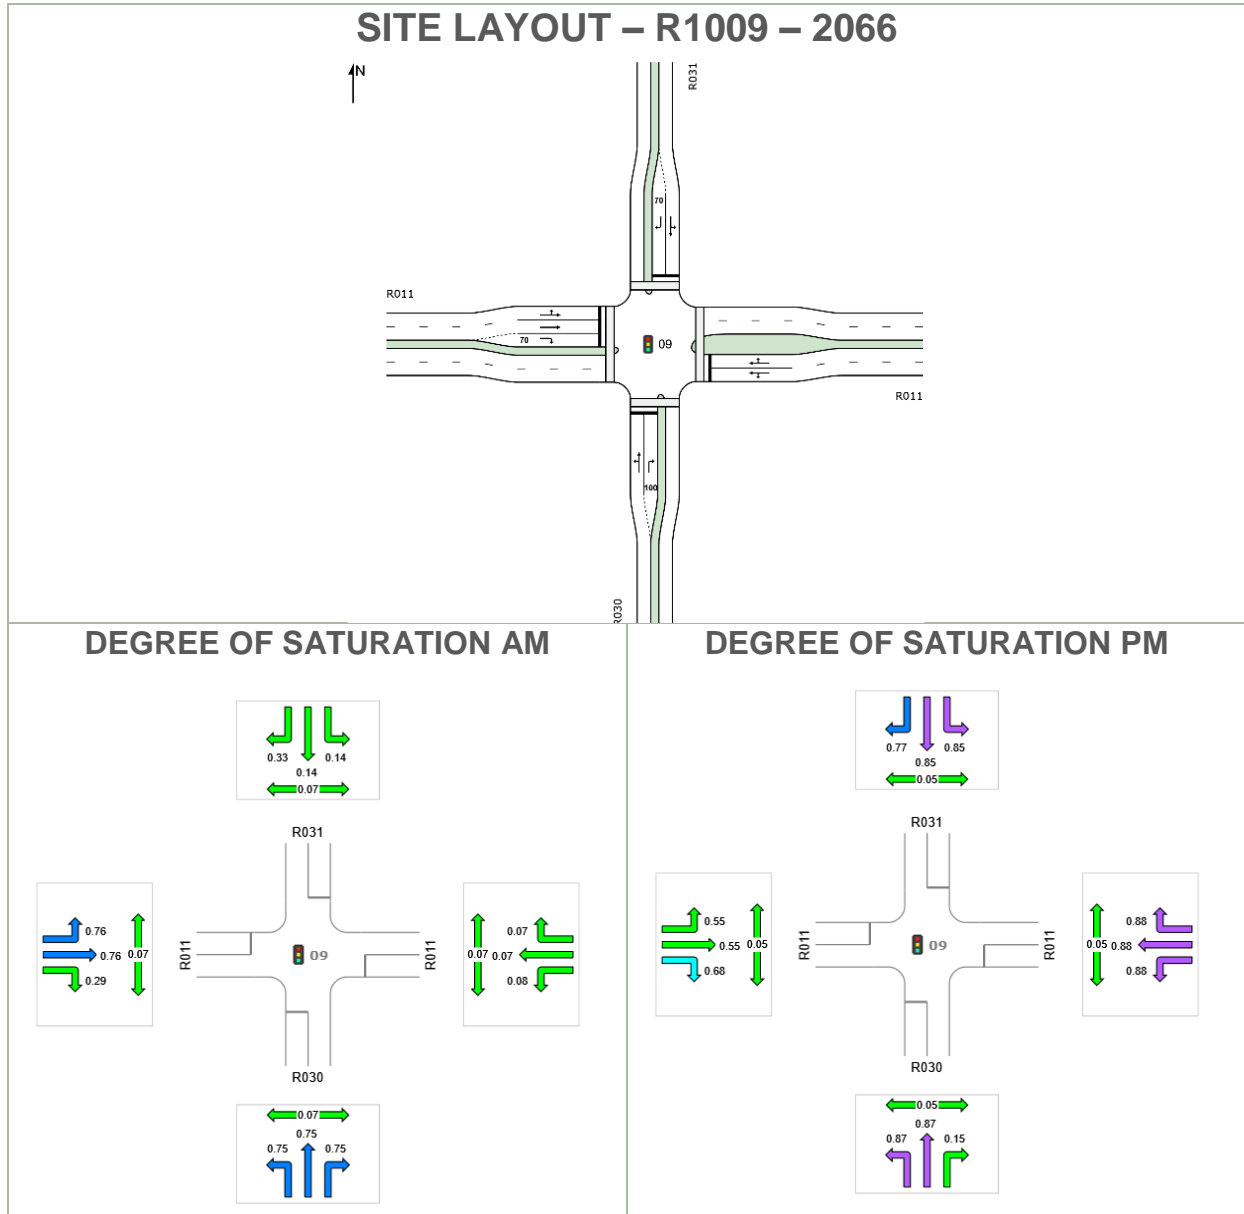 SITE LAYOUT – R1009 – 2066
N
R031
70
R011
70
09
R011
100
R030
DEGREE OF SATURATION AM
0.33
0.14
0.14
0.07
R031
0.76
0.76
0.07
0.29
R011
09
R011
0.07
0.07
0.07
0.08
R030
0.07
0.75
0.75
0.75
DEGREE OF SATURATION PM
0.77
0.85
0.85
0.05
R031
0.55
0.55
0.05
0.68
R011
09
R011
0.88
0.05
0.88
0.88
R030
0.05
0.87
0.87
0.15